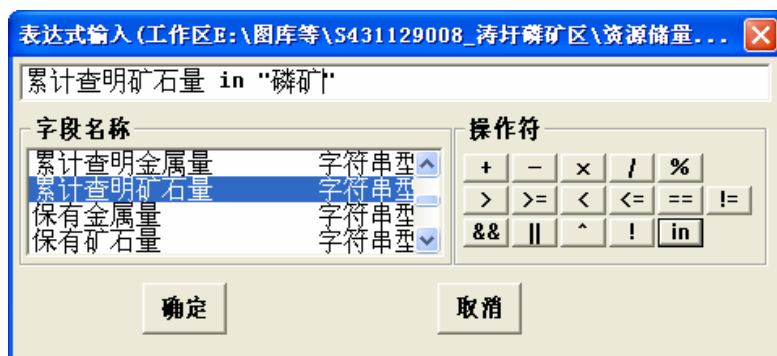 表达式输入(工作区E:\图库等\S431129008_涛圩磷矿区\资源储量...
累计查明矿石量 in "磷矿"
字段名称
操作符
累计查明金属量 字符串型
累计查明矿石量 字符串型
保有金属量 字符串型
保有矿石量 字符串型
+ - × / %
> >= < <= == !=
&& || ^ ! in
确定 取消